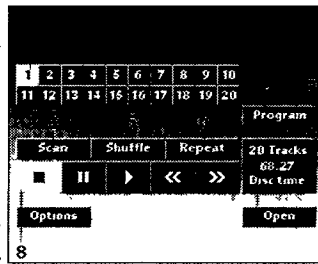 1 2 3 4 5 6 7 8 9 10
11 12 13 14 15 16 17 18 19 20
Program
Scan Shuffle Repeat
20 Tracks
68.27
Disc time
Options
Open
8